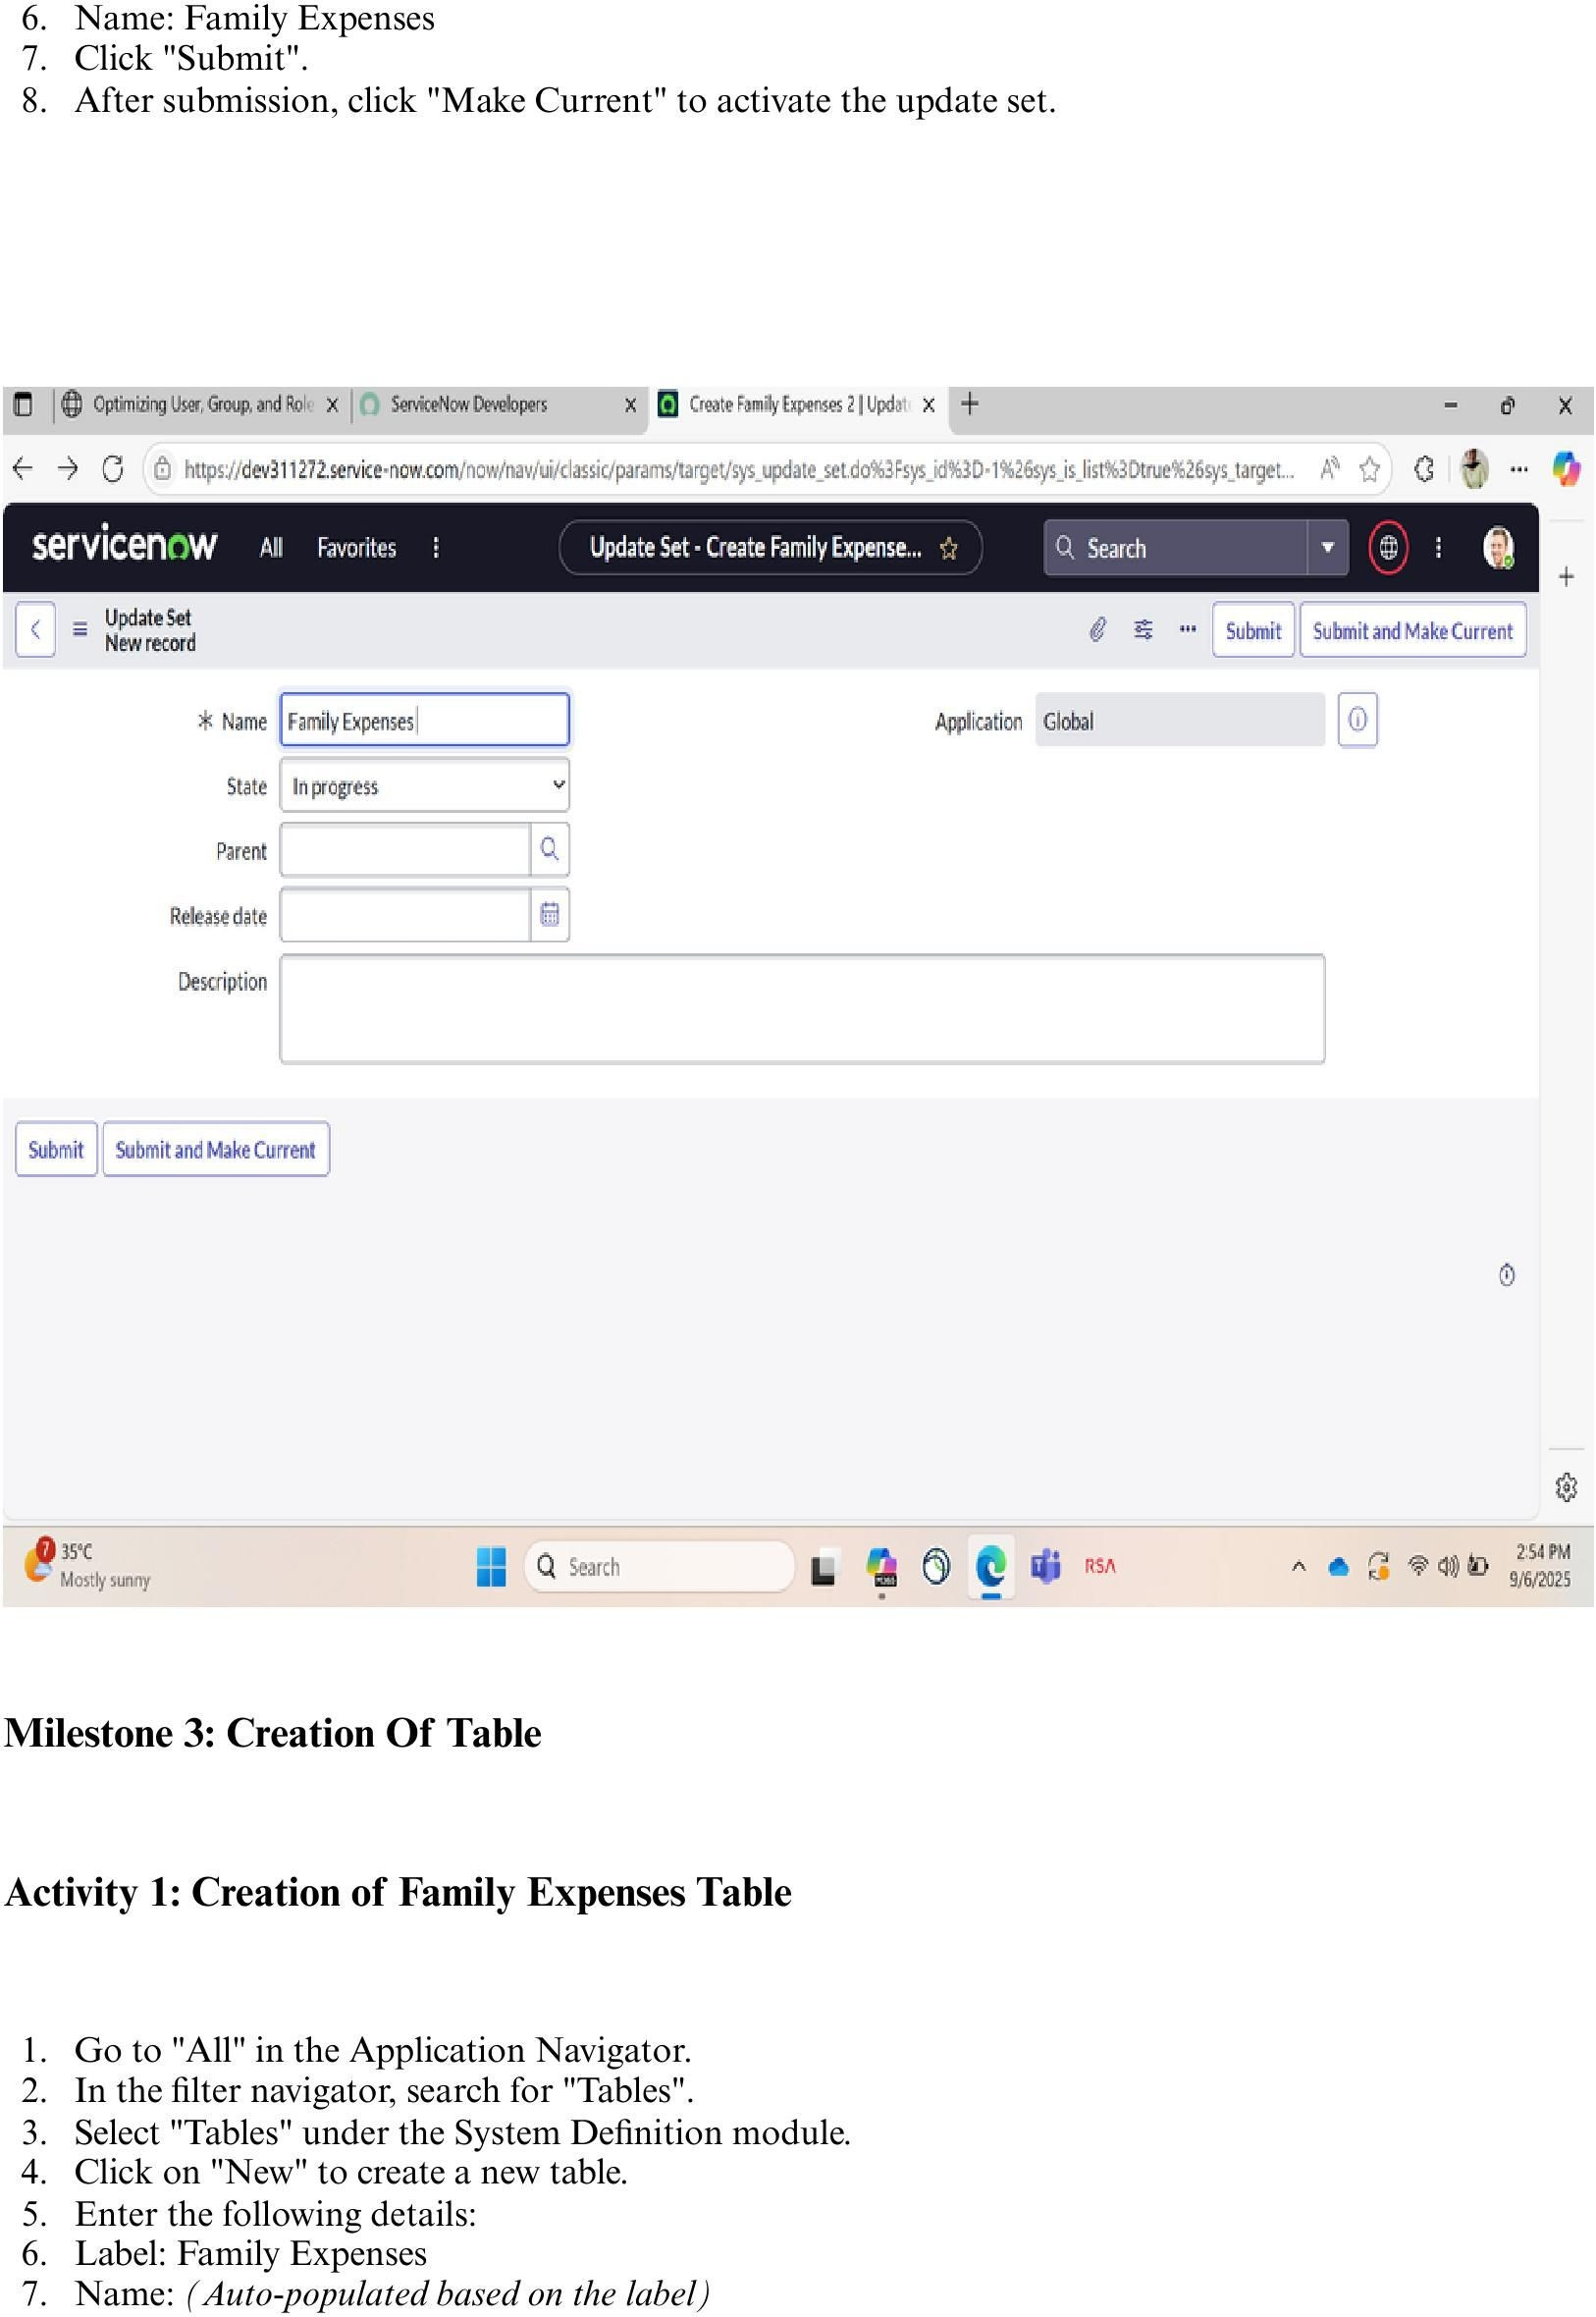 6. Name: Family Expenses
7. Click "Submit".
8. After submission, click "Make Current" to activate the update set.
Optimizing User, Group, and Role
ServiceNow Developers
Create Family Expenses 2 | Updat
https://dev311272.service-now.com/now/nav/ui/classic/params/target/sys_update_set.do%3Fsys_id%3D-1%26sys_is_list%3Dtrue%26sys_target...
servicenow All Favorites Update Set - Create Family Expense... Search
Update Set
New record
Submit Submit and Make Current
* Name Family Expenses Application Global
State In progress
Parent
Release date
Description
Submit Submit and Make Current
7 35°C
Mostly sunny
Search
RSA
2:54 PM
9/6/2025
Milestone 3: Creation Of Table
Activity 1: Creation of Family Expenses Table
1. Go to "All" in the Application Navigator.
2. In the filter navigator, search for "Tables".
3. Select "Tables" under the System Definition module.
4. Click on "New" to create a new table.
5. Enter the following details:
6. Label: Family Expenses
7. Name: (Auto-populated based on the label)